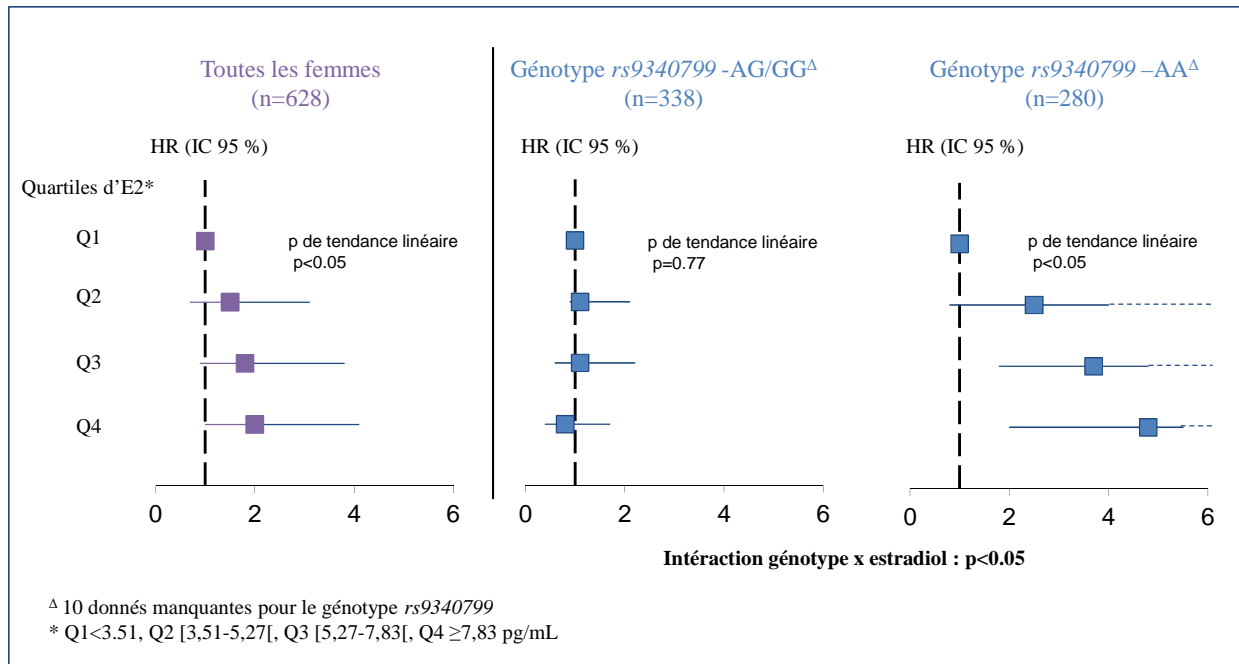 Toutes les femmes
(n=628)
Génotype rs9340799 -AG/GGΔ
(n=338)
Génotype rs9340799 –AAΔ
(n=280)
HR (IC 95 %)
HR (IC 95 %)
HR (IC 95 %)
Quartiles d’E2*
Q1
Q2
Q3
Q4
p de tendance linéaire
p<0.05
p de tendance linéaire
p=0.77
p de tendance linéaire
p<0.05
0 2 4 6
0 2 4 6
0 2 4 6
Intéraction génotype x estradiol : p<0.05
Δ 10 donnés manquantes pour le génotype rs9340799
* Q1<3.51, Q2 [3,51-5,27[, Q3 [5,27-7,83[, Q4 ≥7,83 pg/mL